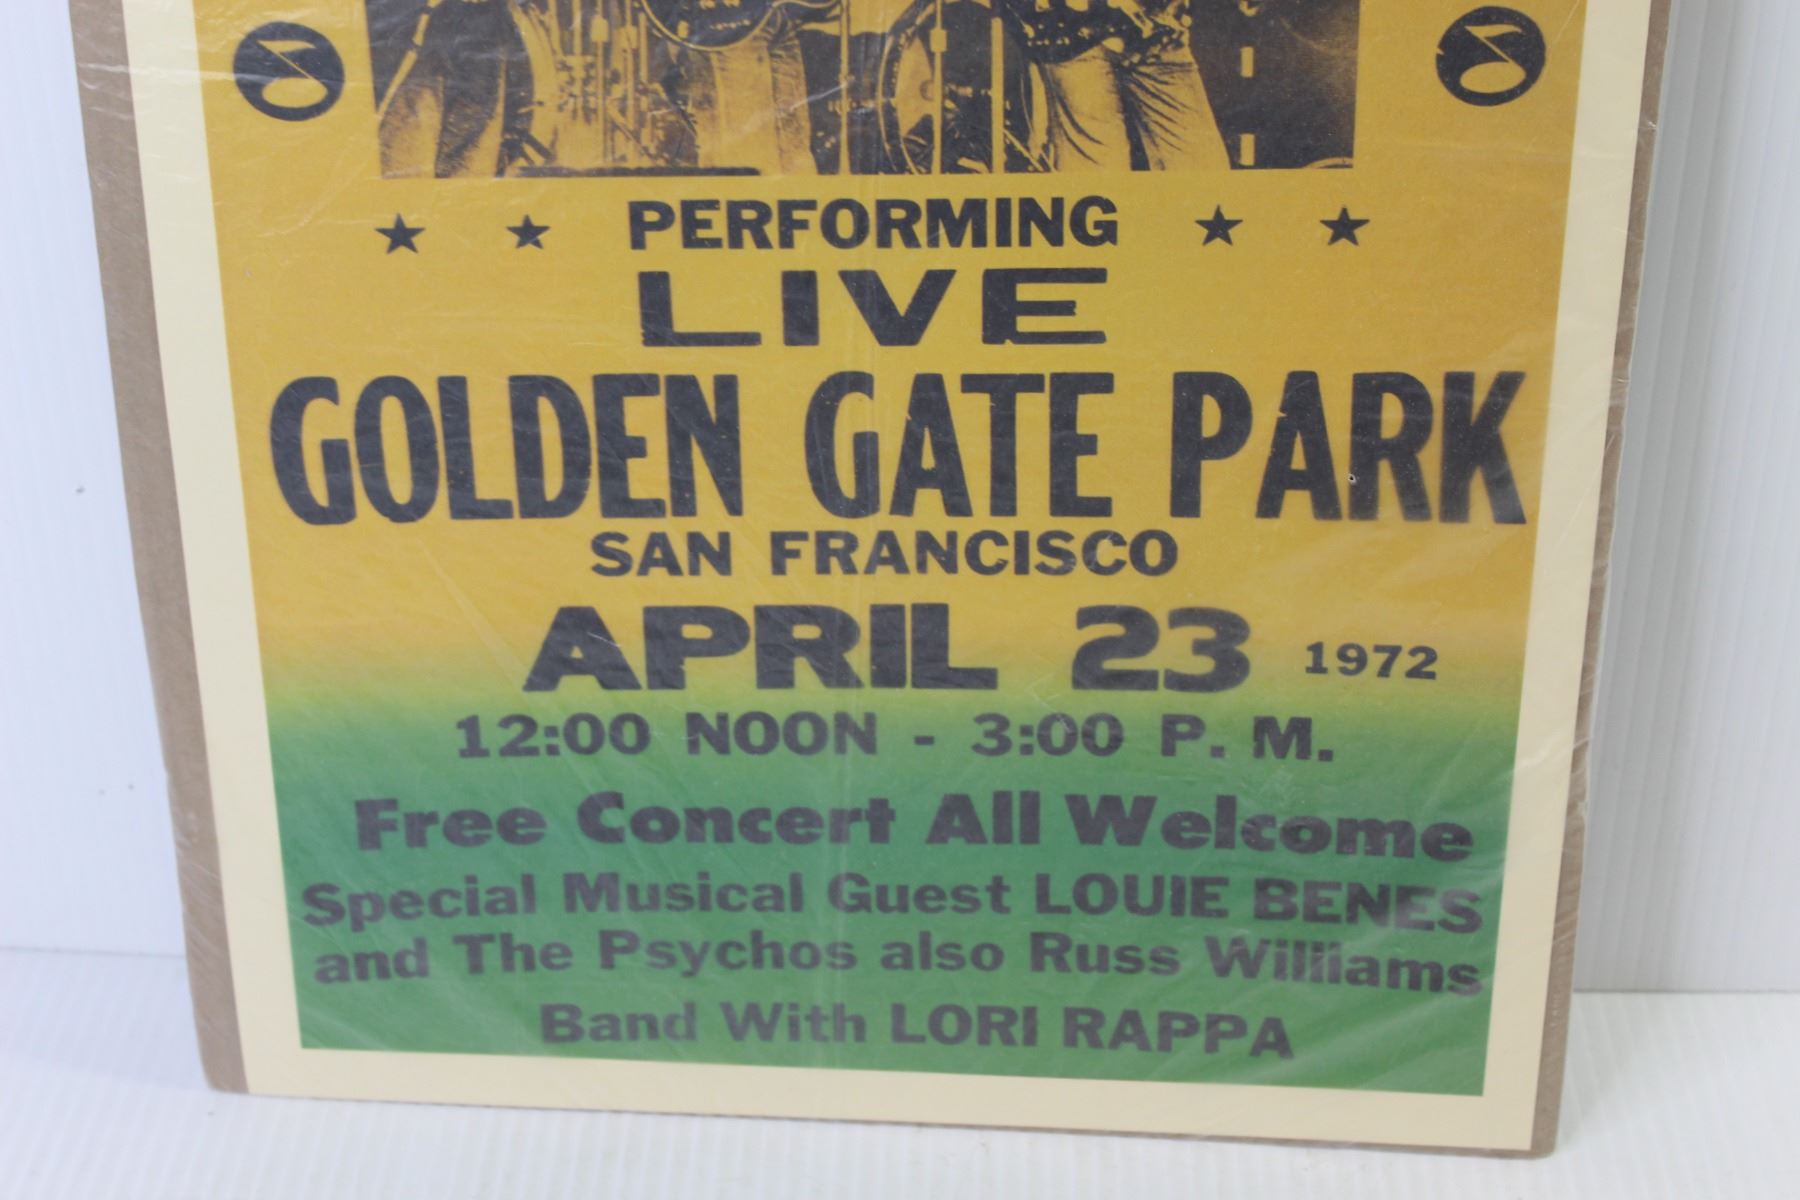 PERFORMING
LIVE
GOLDEN GATE PARK
SAN FRANCISCO
APRIL 23 1972
12:00 NOON - 3:00 P. M.
Free Concert All Welcome
Special Musical Guest LOUIE BENES
and The Psychos also Russ Willliams
Band With LORI RAPPA